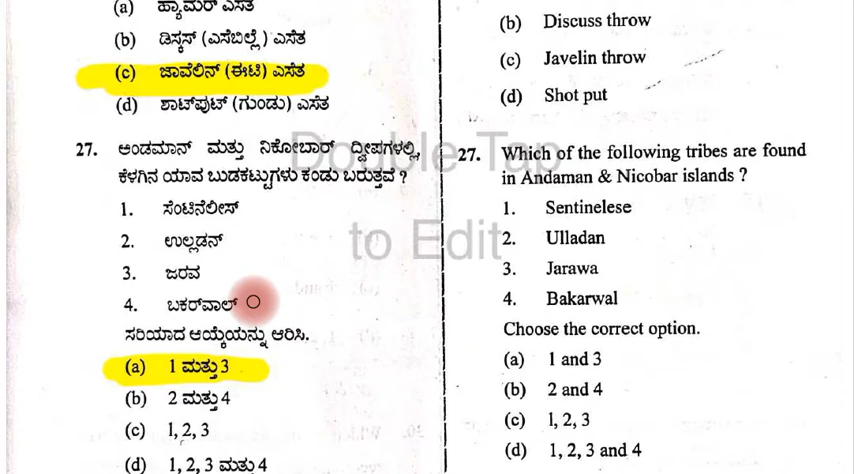 (a) ಹ್ಯಾಮರ್ ಎಸೆತ
(b) ಡಿಸ್ಕಸ್ (ಎಸೆಬಿಲ್ಲೆ) ಎಸೆತ
(c) ಜಾವೆಲಿನ್ (ಈಟಿ) ಎಸೆತ
(d) ಶಾಟ್‌ಪುಟ್ (ಗುಂಡು) ಎಸೆತ
27. ಅಂಡಮಾನ್ ಮತ್ತು ನಿಕೋಬಾರ್ ದ್ವೀಪಗಳಲ್ಲಿ,
ಕೆಳಗಿನ ಯಾವ ಬುಡಕಟ್ಟುಗಳು ಕಂಡು ಬರುತ್ತವೆ ?
1. ಸೆಂಟಿನೆಲೀಸ್
2. ಉಲ್ಲಡನ್
3. ಜರವ
4. ಬಕರ್‌ವಾಲ್
ಸರಿಯಾದ ಆಯ್ಕೆಯನ್ನು ಆರಿಸಿ.
(a) 1 ಮತ್ತು 3
(b) 2 ಮತ್ತು 4
(c) 1, 2, 3
(d) 1, 2, 3 ಮತ್ತು 4
(b) Discuss throw
(c) Javelin throw
(d) Shot put
27. Which of the following tribes are found
in Andaman & Nicobar islands ?
1. Sentinelese
2. Ulladan
3. Jarawa
4. Bakarwal
Choose the correct option.
(a) 1 and 3
(b) 2 and 4
(c) 1, 2, 3
(d) 1, 2, 3 and 4
Double Tap
to Edit